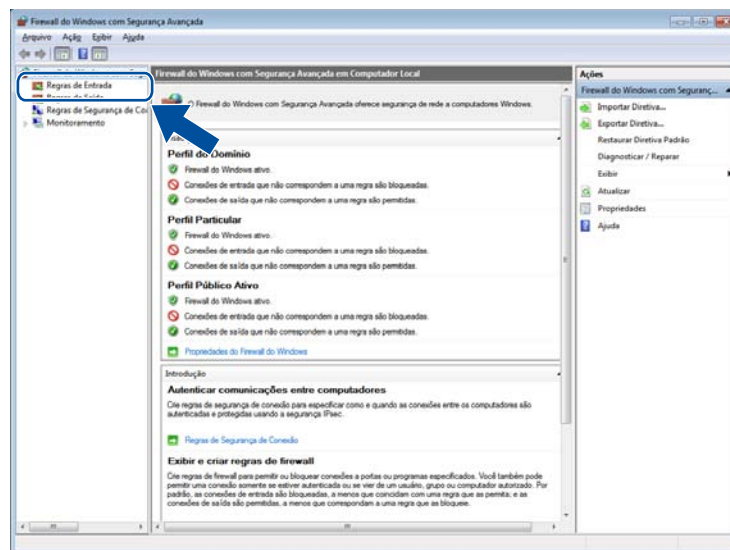 Firewall do Windows com Segurança Avançada
Arquivo Ação Exibir Ajuda
Regras de Entrada
Regras de Saída
Regras de Segurança de Co
Monitoramento
Firewall do Windows com Segurança Avançada em Computador Local
O Firewall do Windows com Segurança Avançada oferece segurança de rede a computadores Windows.
Perfil do Domínio
Firewall do Windows ativo.
Conexões de entrada que não correspondem a uma regra são bloqueadas.
Conexões de saída que não correspondem a uma regra são permitidas.
Perfil Particular
Firewall do Windows ativo.
Conexões de entrada que não correspondem a uma regra são bloqueadas.
Conexões de saída que não correspondem a uma regra são permitidas.
Perfil Público Ativo
Firewall do Windows ativo.
Conexões de entrada que não correspondem a uma regra são bloqueadas.
Conexões de saída que não correspondem a uma regra são permitidas.
Propriedades do Firewall do Windows
Introdução
Autenticar comunicações entre computadores
Crie regras de segurança de conexão para especificar como e quando as conexões entre os computadores são
autenticadas e protegidas usando a segurança IPsec.
Regras de Segurança de Conexão
Exibir e criar regras de firewall
Crie regras de firewall para permitir ou bloquear conexões a portas ou programas especificados. Você também pode
permitir uma conexão somente se estiver autenticada ou se vier de um usuário, grupo ou computador autorizado. Por
padrão, as conexões de entrada são bloqueadas, a menos que coincidam com uma regra que as permita, e as
conexões de saída são permitidas, a menos que correspondam a uma regra que as bloqueie.
Ações
Firewall do Windows com Seguranç...
Importar Diretiva...
Exportar Diretiva...
Restaurar Diretiva Padrão
Diagnosticar / Reparar
Exibir
Atualizar
Propriedades
Ajuda